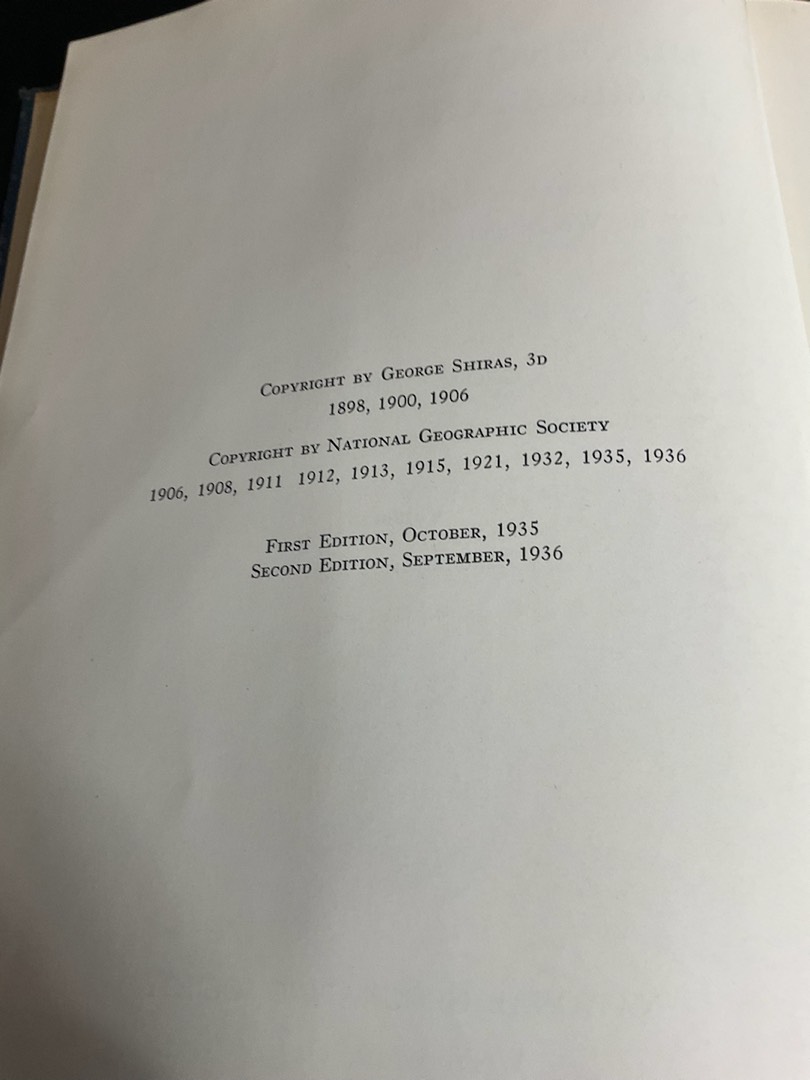 Copyright by George Shiras, 3d
1898, 1900, 1906
Copyright by National Geographic Society
1906, 1908, 1911 1912, 1913, 1915, 1921, 1932, 1935, 1936
First Edition, October, 1935
Second Edition, September, 1936